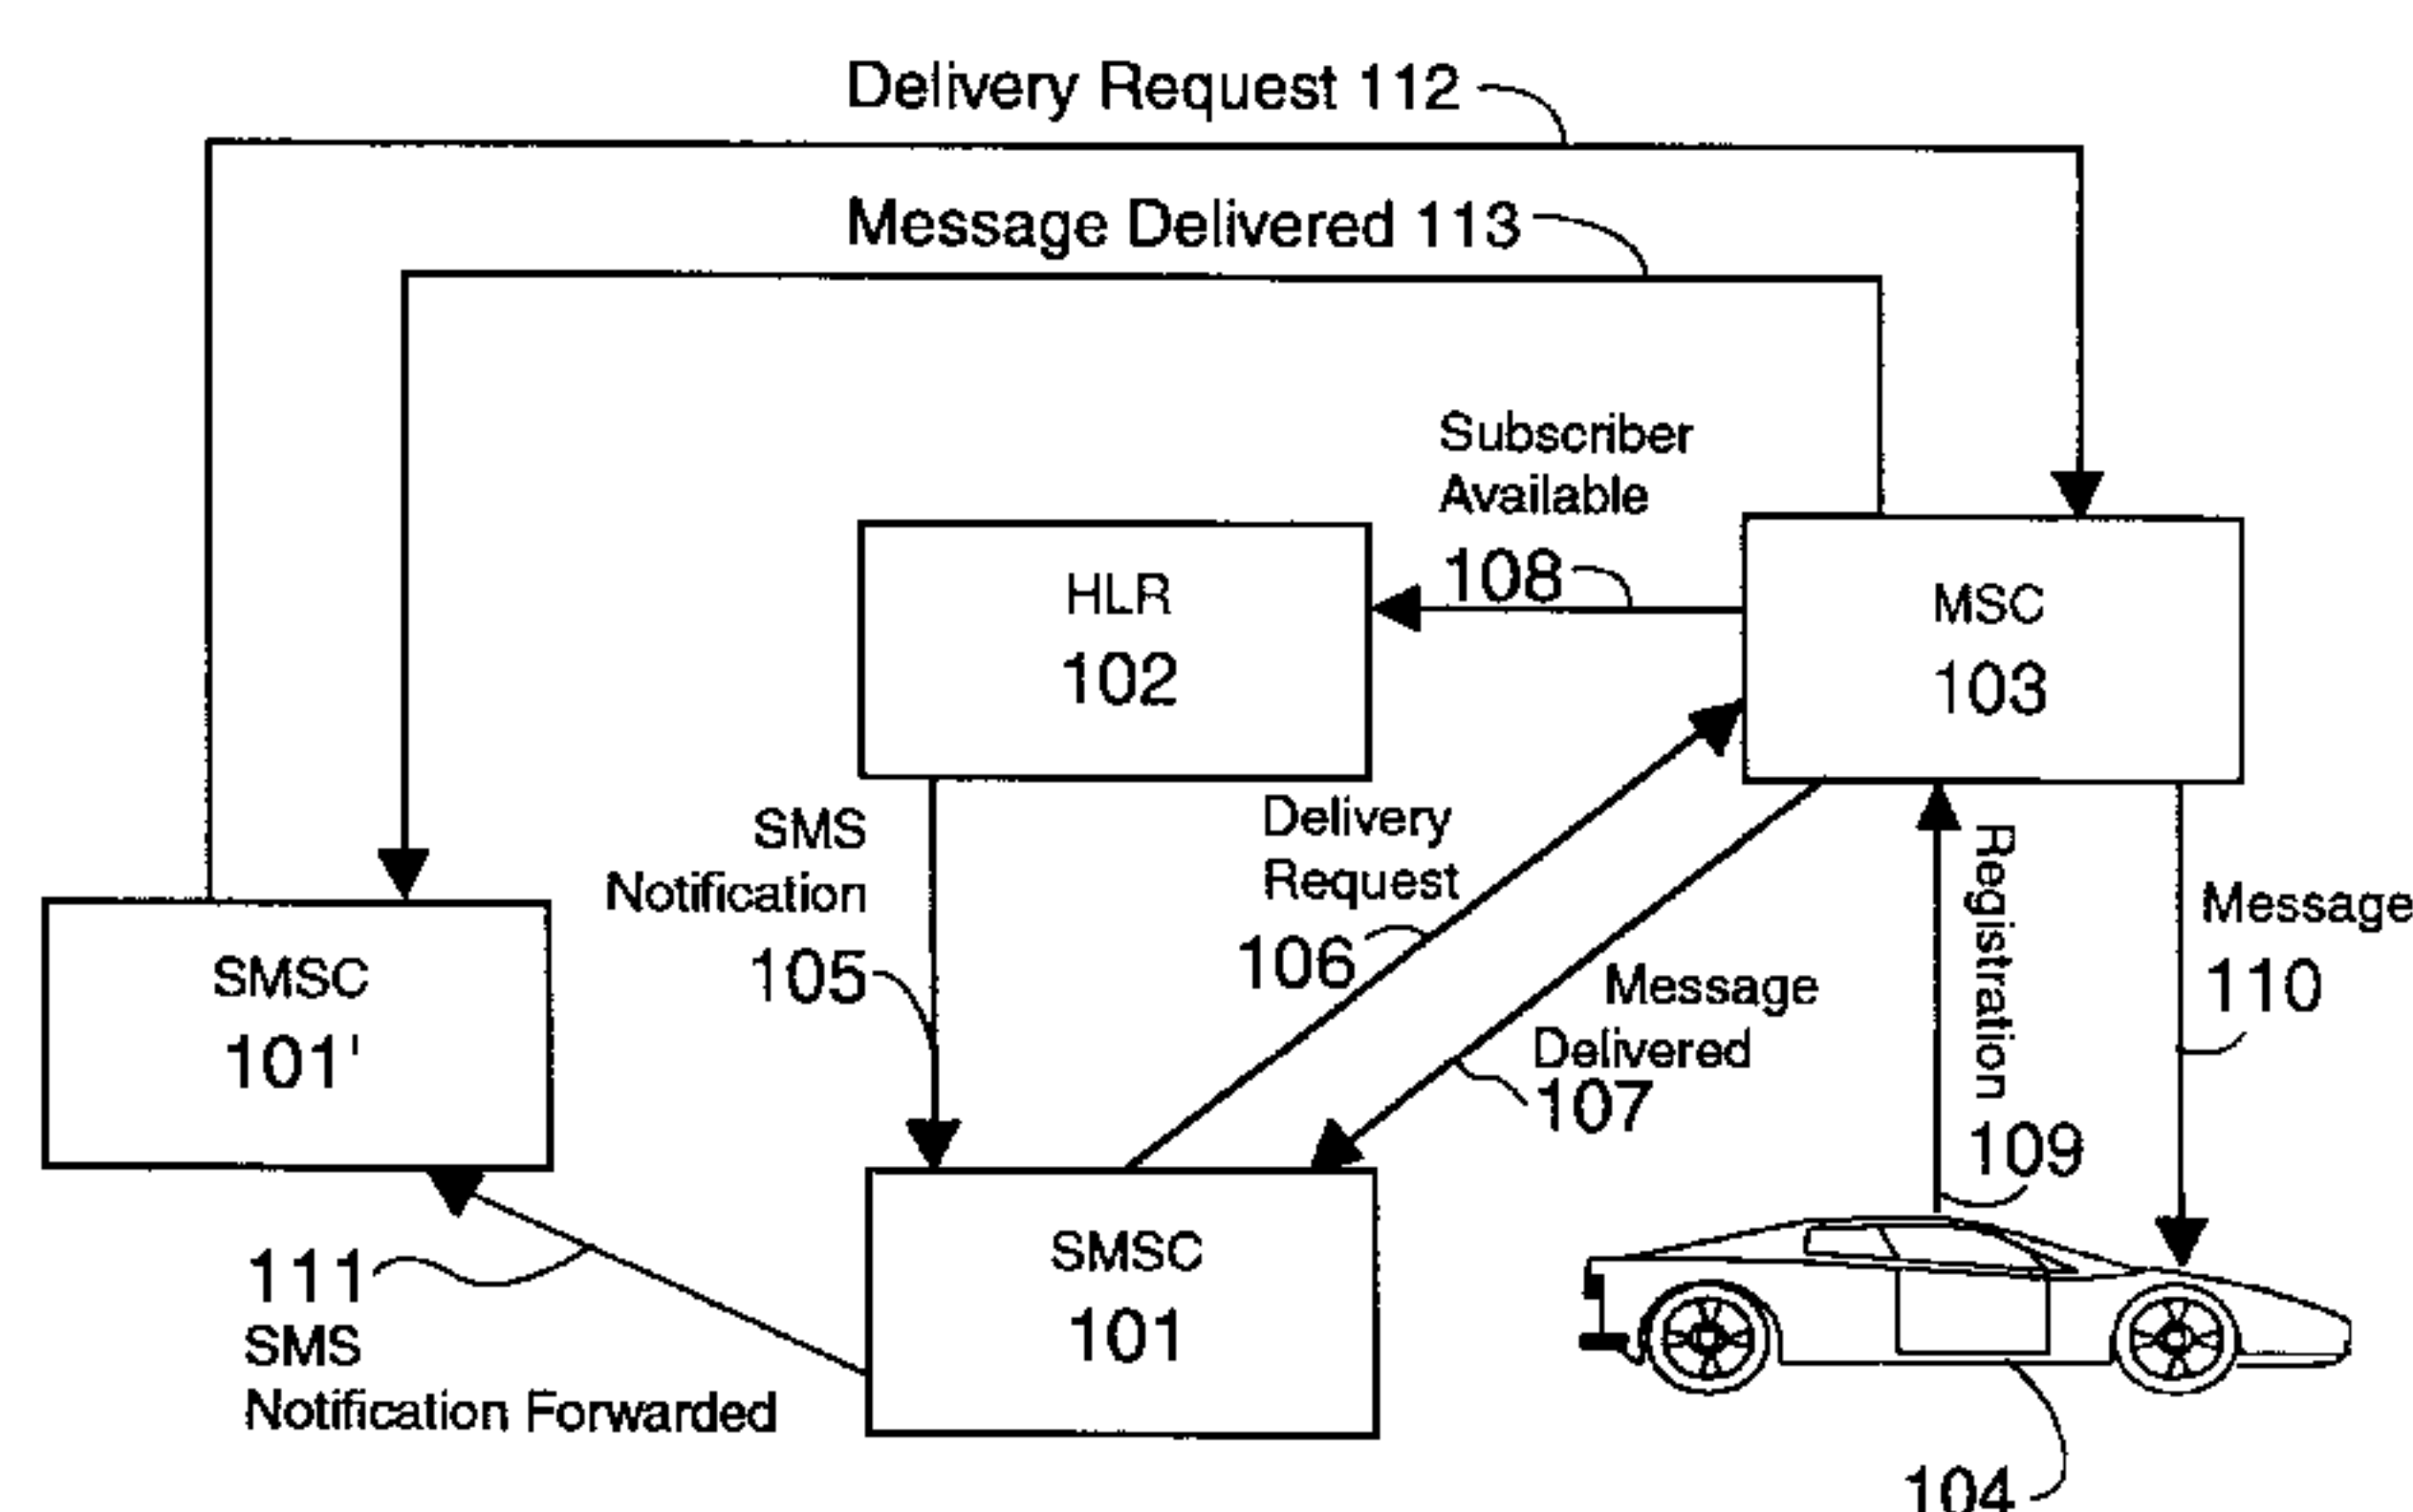 Delivery Request 112
Message Delivered 113
Subscriber
Available
108
HLR
102
MSC
103
SMS
Notification
105
Delivery
Request
106
Message
Delivered
107
Registration
109
Message
110
SMSC
101'
111
SMS
Notification Forwarded
SMSC
101
104